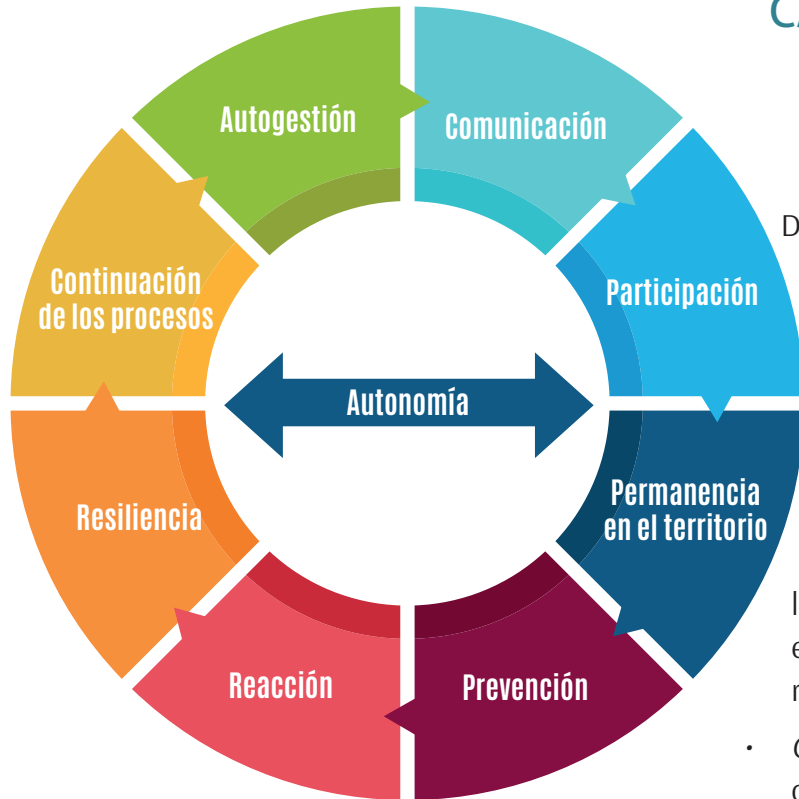 Autogestión
Comunicación
Participación
Permanencia
en el territorio
Prevención
Reacción
Resiliencia
Continuación
de los procesos
Autonomía